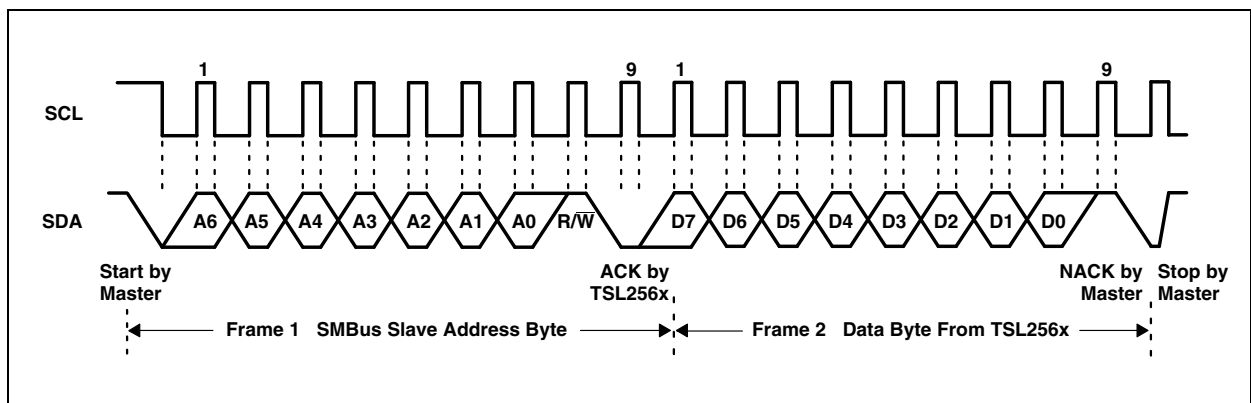 1 9 1 9
SCL
SDA
A6 A5 A4 A3 A2 A1 A0 R/W̅ D7 D6 D5 D4 D3 D2 D1 D0
Start by
Master
ACK by
TSL256x
NACK by
Master
Stop by
Master
Frame 1 SMBus Slave Address Byte
Frame 2 Data Byte From TSL256x